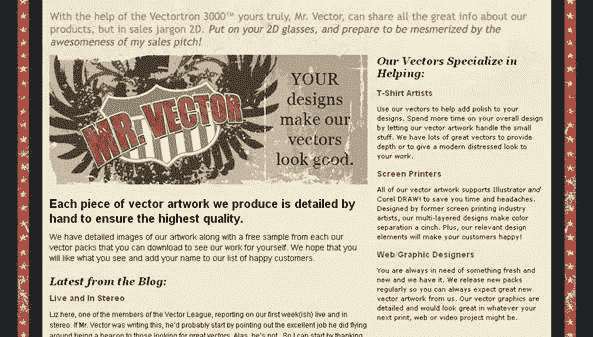 With the help of the Vectortron 3000™ yours truly, Mr. Vector, can share all the great info about our
products, but in sales jargon 2D. Put on your 2D glasses, and prepare to be mesmerized by the
awesomeness of my sales pitch!
MR. VECTOR
YOUR
designs
make our
vectors
look good.
Each piece of vector artwork we produce is detailed by
hand to ensure the highest quality.
We have detailed images of our artwork along with a free sample from each our
vector packs that you can download to see our work for yourself. We hope that you
will like what you see and add your name to our list of happy customers.
Latest from the Blog:
Live and in Stereo
Liz here, one of the members of the Vector League, reporting on our first week(ish) live and in
stereo. If Mr. Vector was writing this, he'd probably start by pointing out the excellent job he did flying
around being a beacon to those looking for great vectors. Alas, he's not. So I can start by thanking
Our Vectors Specialize in
Helping:
T-Shirt Artists
Use our vectors to help add polish to your
designs. Spend more time on your overall design
by letting our vector artwork handle the small
stuff. We have lots of great vectors to provide
depth or to give a modern distressed look to
your work.
Screen Printers
All of our vector artwork supports Illustrator and
Corel DRAW! to save you time and headaches.
Designed by former screen printing industry
artists, our multi-layered designs make color
separation a cinch. Plus, our relevant design
elements will make your customers happy!
Web/Graphic Designers
You are always in need of something fresh and
new and we have it. We release new packs
regularly so you can always expect great new
vector artwork from us. Our vector graphics are
detailed and would look great in whatever your
next print, web or video project might be.